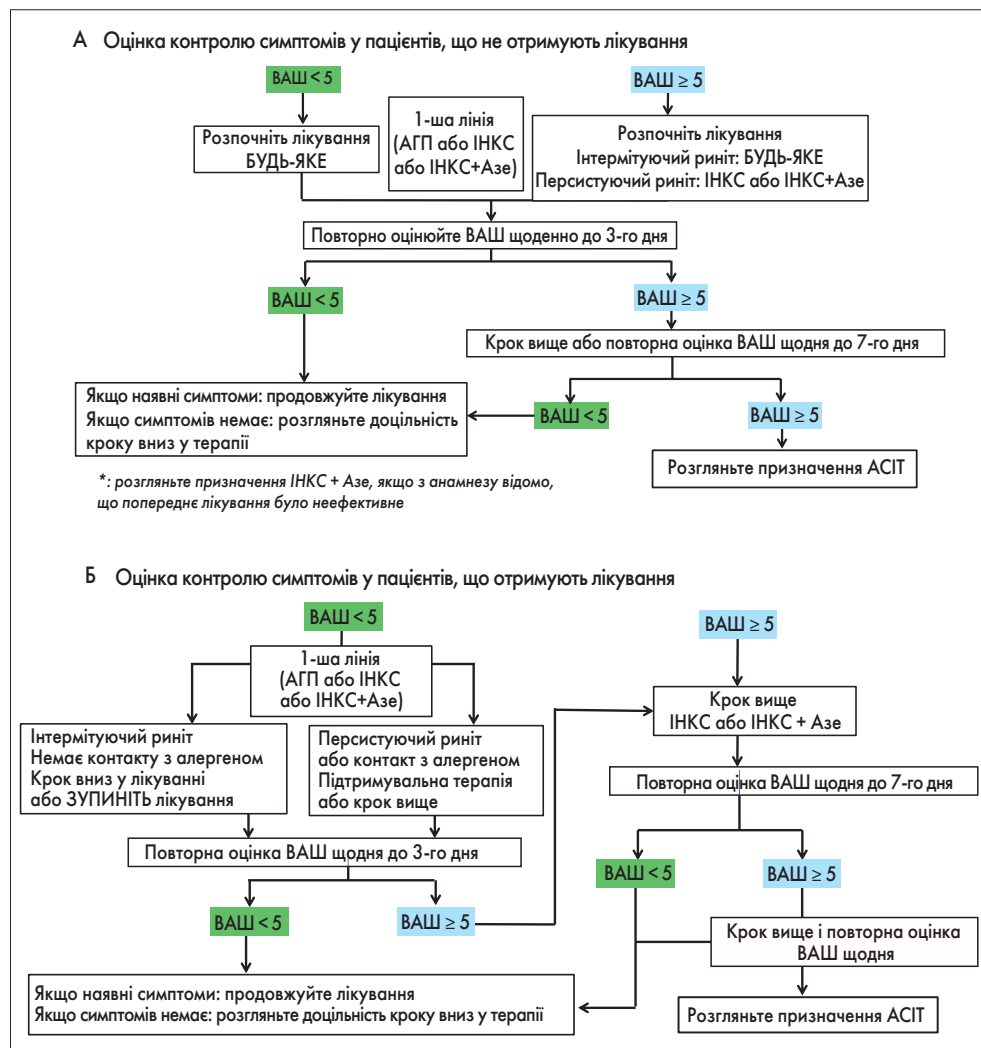 А Оцінка контролю симптомів у пацієнтів, що не отримують лікування
ВАШ < 5
ВАШ ≥ 5
Розпочніть лікування
БУДЬ-ЯКЕ
1-ша лінія
(АГП або ІНКС
або ІНКС+Азе)
Розпочніть лікування
Інтермітуючий риніт: БУДЬ-ЯКЕ
Персистуючий риніт: ІНКС або ІНКС+Азе
Повторно оцінюйте ВАШ щоденно до 3-го дня
ВАШ < 5
ВАШ ≥ 5
Крок вище або повторна оцінка ВАШ щодня до 7-го дня
Якщо наявні симптоми: продовжуйте лікування
Якщо симптомів немає: розгляньте доцільність
кроку вниз у терапії
ВАШ < 5
ВАШ ≥ 5
Розгляньте призначення АСІТ
*: розгляньте призначення ІНКС + Азе, якщо з анамнезу відомо,
що попереднє лікування було неефективне
Б Оцінка контролю симптомів у пацієнтів, що отримують лікування
ВАШ < 5
ВАШ ≥ 5
1-ша лінія
(АГП або ІНКС
або ІНКС+Азе)
Крок вище
ІНКС або ІНКС + Азе
Інтермітуючий риніт
Немає контакту з алергеном
Крок вниз у лікуванні
або ЗУПИНІТЬ лікування
Персистуючий риніт
або контакт з алергеном
Підтримувальна терапія
або крок вище
Повторна оцінка ВАШ щодня до 7-го дня
Повторна оцінка ВАШ щодня до 3-го дня
ВАШ < 5
ВАШ ≥ 5
ВАШ < 5
ВАШ ≥ 5
Крок вище і повторна оцінка
ВАШ щодня
Якщо наявні симптоми: продовжуйте лікування
Якщо симптомів немає: розгляньте доцільність кроку вниз у терапії
Розгляньте призначення АСІТ